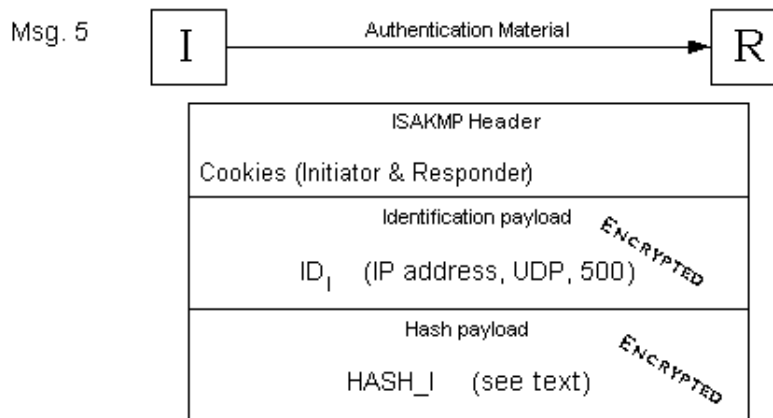 Msg. 5
I
Authentication Material
R
ISAKMP Header
Cookies (Initiator & Responder)
Identification payload
ENCRYPTED
ID_I (IP address, UDP, 500)
Hash payload
ENCRYPTED
HASH_I (see text)